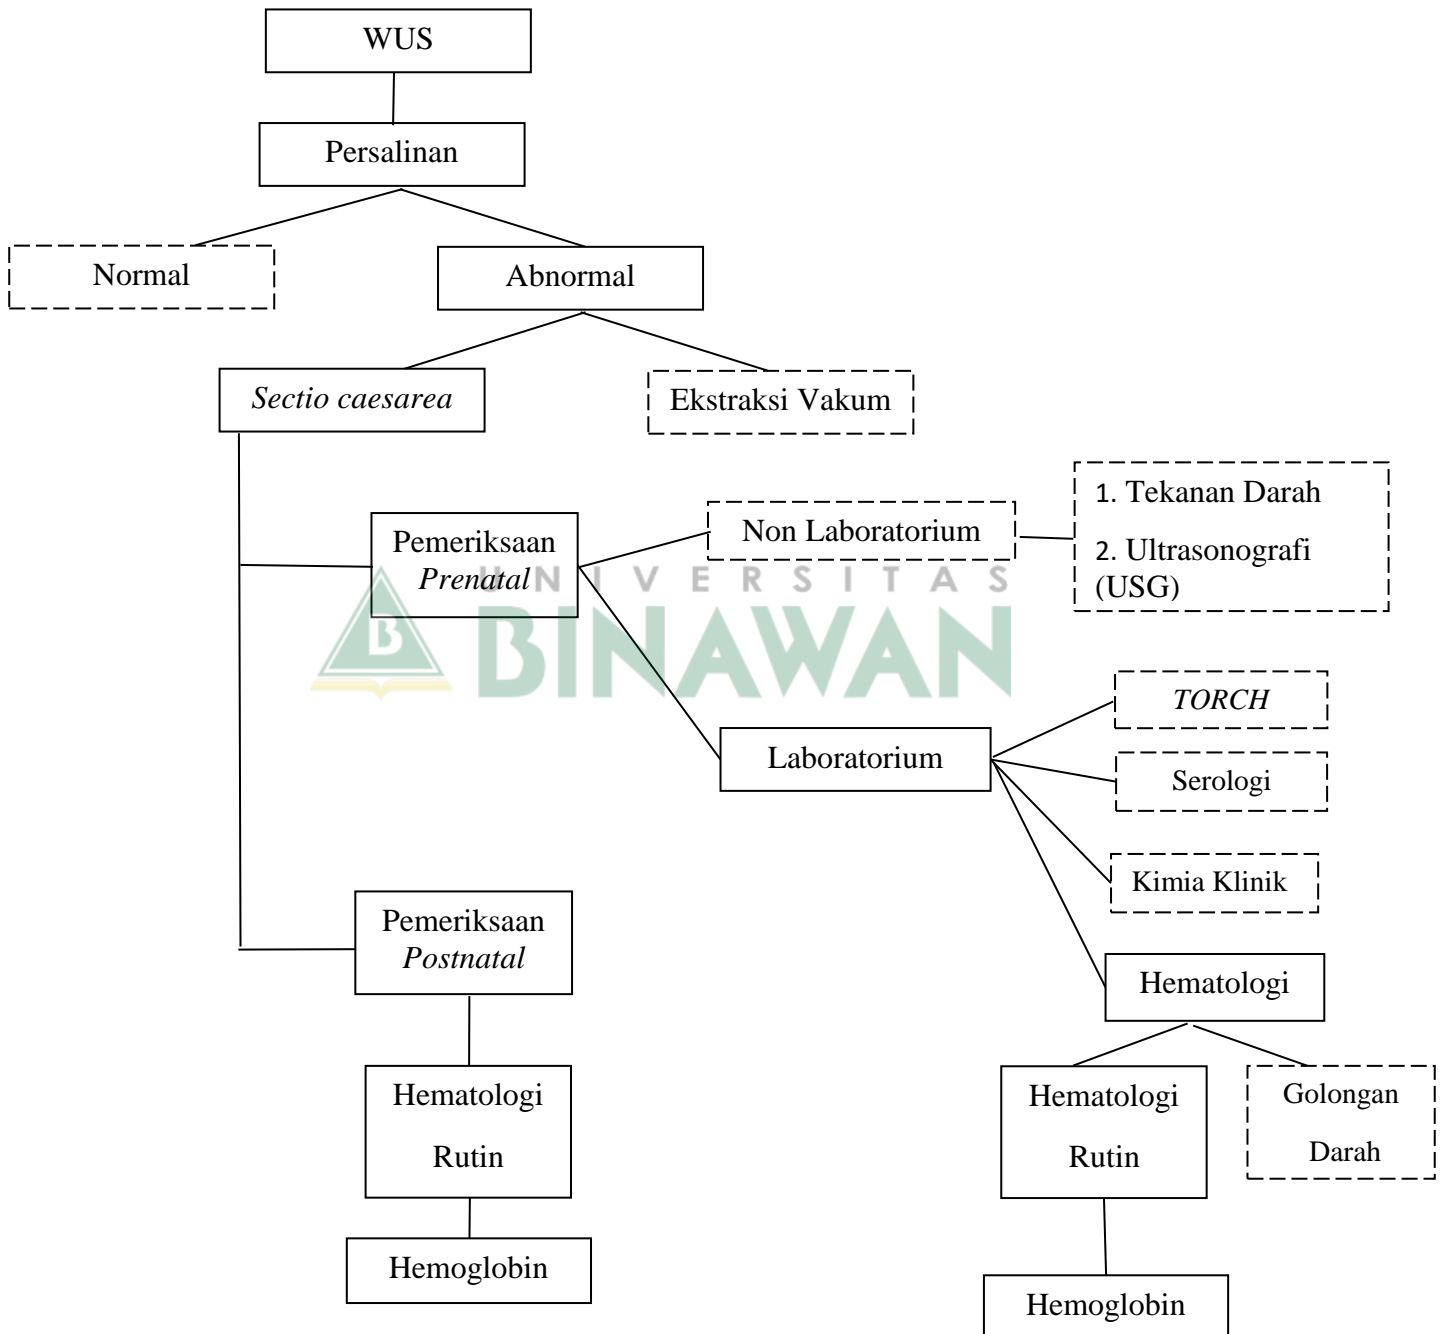 WUS
Persalinan
Normal
Abnormal
Sectio caesarea
Ekstraksi Vakum
Pemeriksaan
Prenatal
Non Laboratorium
1. Tekanan Darah
2. Ultrasonografi
(USG)
UNIVERSITAS
BINAWAN
B
TORCH
Laboratorium
Serologi
Kimia Klinik
Pemeriksaan
Postnatal
Hematologi
Hematologi
Rutin
Hemoglobin
Hematologi
Rutin
Golongan
Darah
Hemoglobin